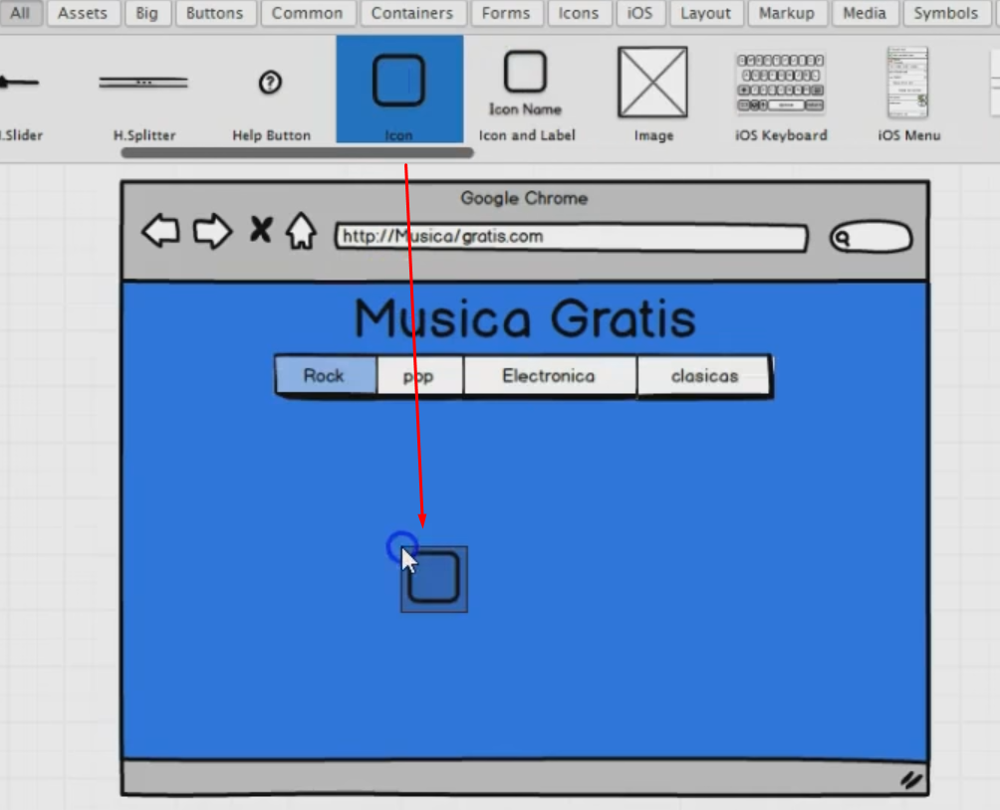 All Assets Big Buttons Common Containers Forms Icons iOS Layout Markup Media Symbols
.Slider H.Splitter Help Button Icon Icon Name Icon and Label Image iOS Keyboard iOS Menu
Google Chrome
http://Musica/gratis.com
Musica Gratis
Rock pop Electronica clasicas